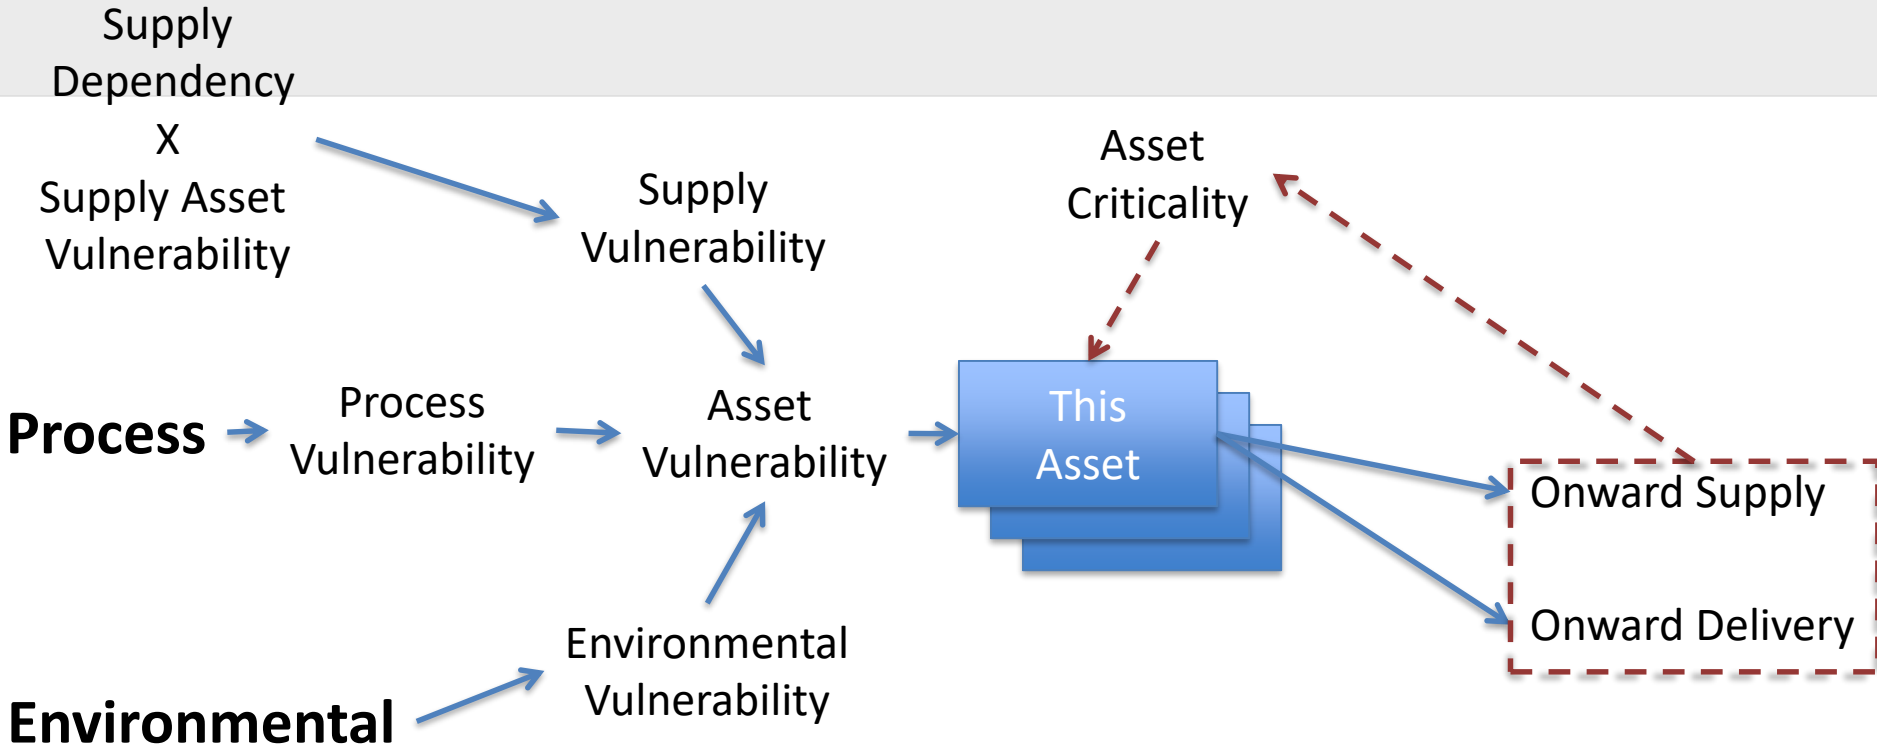 Supply
Dependency
X
Supply Asset
Vulnerability
Supply
Vulnerability
Asset
Criticality
Process
Process
Vulnerability
Asset
Vulnerability
This
Asset
Onward Supply
Onward Delivery
Environmental
Vulnerability
Environmental